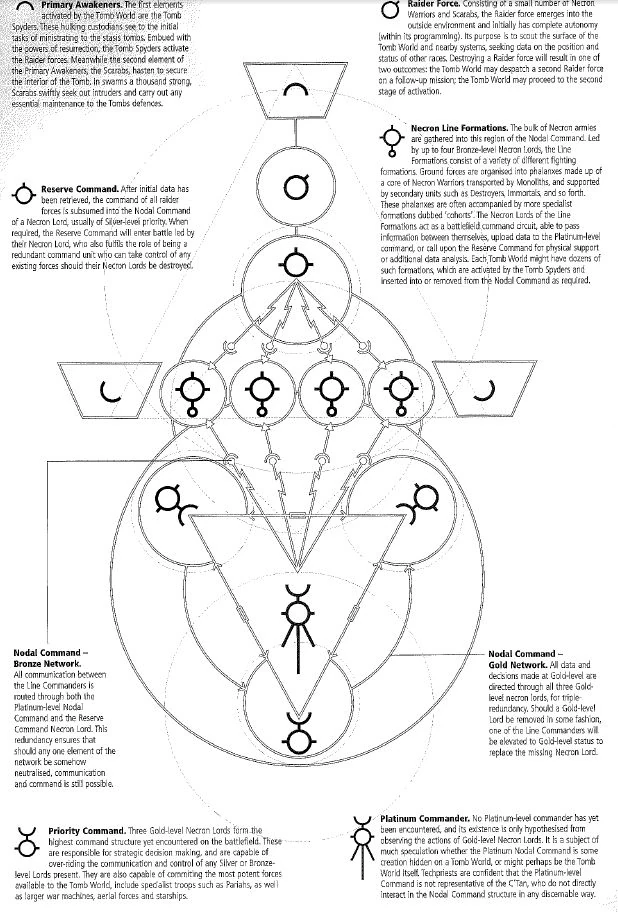 Primary Awakeners. The first elements
activated by the Tomb World are the Tomb
Spyders. These hulking custodians see to the initial
tasks of ministrating to the stasis tombs. Embued with
the powers of resurrection, the Tomb Spyders activate
the Raider forces. Meanwhile the second element of
the Primary Awakeners, the Scarabs, hasten to secure
the interior of the Tomb. In swarms a thousand strong,
Scarabs swiftly seek out intruders and carry out any
essential maintenance to the Tombs defences.
Raider Force. Consisting of a small number of Necron
Warriors and Scarabs, the Raider force emerges into the
outside environment and initially has complete autonomy
(within its programming). Its purpose is to scout the surface of the
Tomb World and nearby systems, seeking data on the position and
status of other races. Destroying a Raider force will result in one of
two outcomes: the Tomb World may despatch a second Raider force
on a follow-up mission; the Tomb World may proceed to the second
stage of activation.
Necron Line Formations. The bulk of Necron armies
are gathered into this region of the Nodal Command. Led
by up to four Bronze-level Necron Lords, the Line
Formations consist of a variety of different fighting
formations. Ground forces are organised into phalanxes made up of
a core of Necron Warriors transported by Monoliths, and supported
by secondary units such as Destroyers, Immortals, and so forth.
These phalanxes are often accompanied by more specialist
formations dubbed 'cohorts'. The Necron Lords of the Line
Formations act as a battlefield command circuit, able to pass
information between themselves, upload data to the Platinum-level
command, or call upon the Reserve Command for physical support
or additional data analysis. Each Tomb World might have dozens of
such formations, which are activated by the Tomb Spyders and
inserted into or removed from the Nodal Command as required.
Reserve Command. After initial data has
been retrieved, the command of all raider
forces is subsumed into the Nodal Command
of a Necron Lord, usually of Silver-level priority. When
required, the Reserve Command will enter battle led by
their Necron Lord, who also fulfils the role of being a
redundant command unit who can take control of any
existing forces should their Necron Lords be destroyed.
Nodal Command –
Bronze Network.
All communication between
the Line Commanders is
routed through both the
Platinum-level Nodal
Command and the Reserve
Command Necron Lord. This
redundancy ensures that
should any one element of the
network be somehow
neutralised, communication
and command is still possible.
Nodal Command –
Gold Network. All data and
decisions made at Gold-level are
directed through all three Gold-
level necron lords, for triple-
redundancy. Should a Gold-level
Lord be removed in some fashion,
one of the Line Commanders will
be elevated to Gold-level status to
replace the missing Necron Lord.
Priority Command. Three Gold-level Necron Lords form the
highest command structure yet encountered on the battlefield. These
are responsible for strategic decision making, and are capable of
over-riding the communication and control of any Silver or Bronze-
level Lords present. They are also capable of commiting the most potent forces
available to the Tomb World, include specialist troops such as Pariahs, as well
as larger war machines, aerial forces and starships.
Platinum Commander. No Platinum-level commander has yet
been encountered, and its existence is only hypothesised from
observing the actions of Gold-level Necron Lords. It is a subject of
much speculation whether the Platinum Nodal Command is some
creation hidden on a Tomb World, or might perhaps be the Tomb
World itself. Techpriests are confident that the Platinum-level
Command is not representative of the C'Tan, who do not directly
interact in the Nodal Command structure in any discernable way.